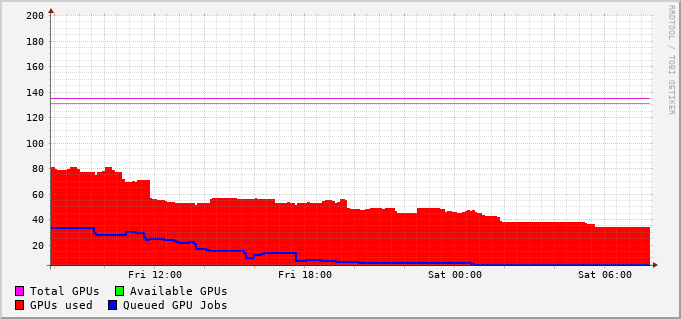 200
180
160
140
120
100
80
60
40
20
Fri 12:00 Fri 18:00 Sat 00:00 Sat 06:00
Total GPUs Available GPUs
GPUs used Queued GPU Jobs
RRDTOOL / TOBI OETIKER